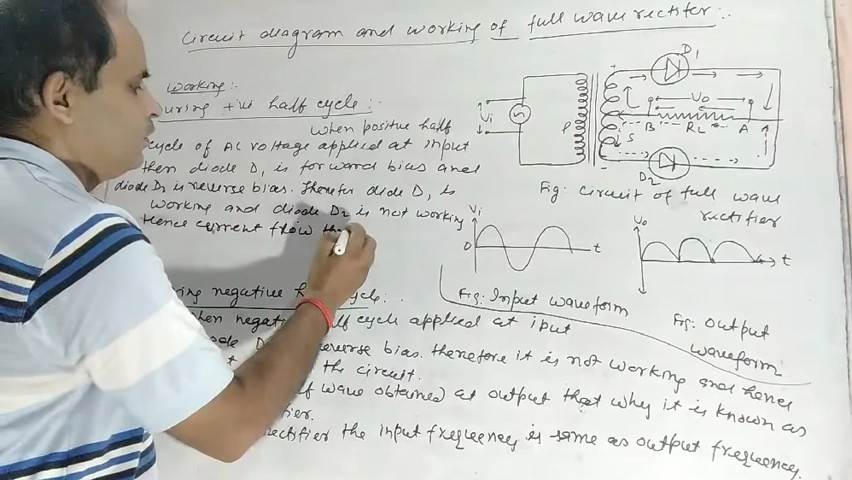 Circuit diagram and working of full wave rectifer:.
Working:.
During +ve half cycle:.
When positive half
cycle of AC voltage applied at input
then diode D1 is forward bias and
diode D2 is reverse bias. Therefor diode D1 is
working and diode D2 is not working
Hence current flow
D1
Vi
P
S
Vo
B RL A
D2
Fig: circuit of full wave
rectifier
Vi
O
t
Fig: Input waveform
Vo
t
Fig: Output
waveform
negative cycle:.
cycle applied at iput
reverse bias. therefore it is not working and hence
the circuit.
wave obtained) at output that why it is known as
rectifier the input frequency is same as output frequency.